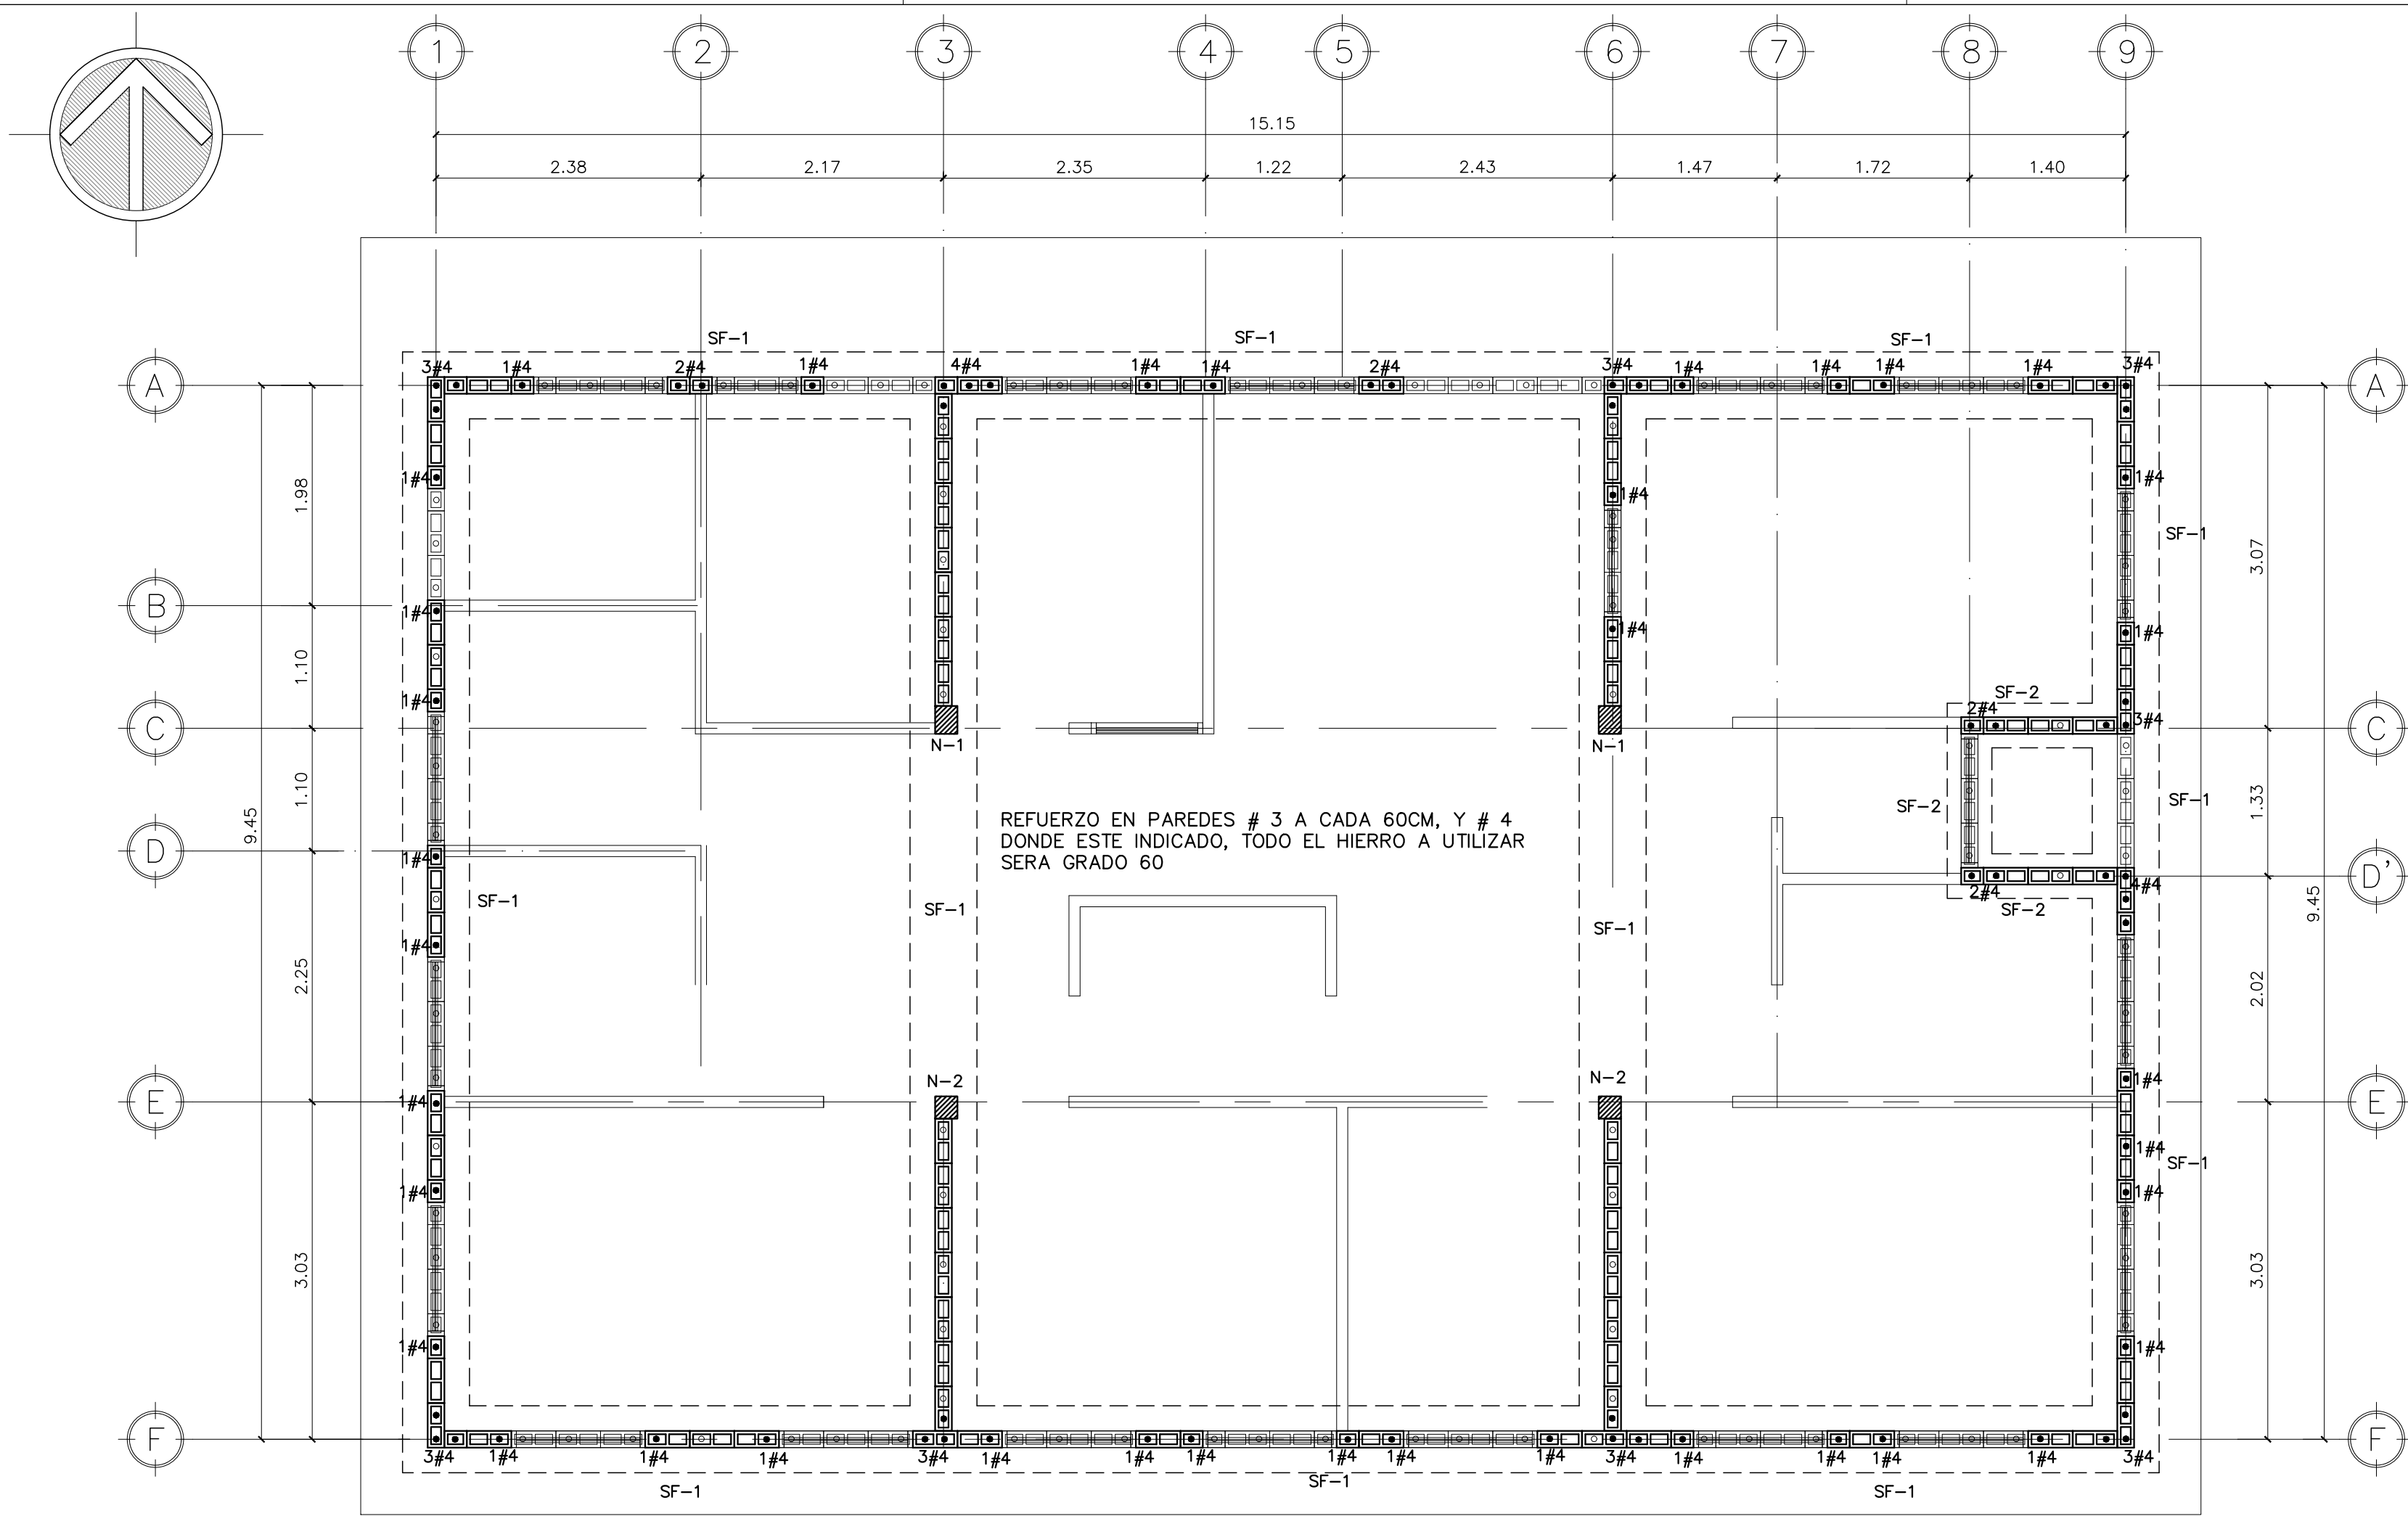 1 2 3 4 5 6 7 8 9
15.15
2.38 2.17 2.35 1.22 2.43 1.47 1.72 1.40
SF-1 SF-1 SF-1
3#4 1#4 2#4 1#4 4#4 1#4 1#4 2#4 3#4 1#4 1#4 1#4 1#4 3#4
A A
1#4 1#4
1.98 1#4
SF-1
3.07
B 1#4 1#4 1#4
1.10
SF-2
1#4 2#4 3#4
C C
N-1 N-1
1.10 1.33
SF-2 SF-1
9.45
REFUERZO EN PAREDES # 3 A CADA 60CM, Y # 4
DONDE ESTE INDICADO, TODO EL HIERRO A UTILIZAR
SERA GRADO 60
D 1#4
D'
2#4 4#4
SF-1 SF-1 SF-2 9.45
SF-1
1#4
2.25 2.02
N-2 N-2 1#4
E 1#4 E
1#4
SF-1
1#4 1#4
3.03 3.03
1#4 1#4
F F
3#4 1#4 1#4 1#4 3#4 1#4 1#4 1#4 1#4 1#4 1#4 3#4 1#4 1#4 1#4 1#4 3#4
SF-1 SF-1 SF-1